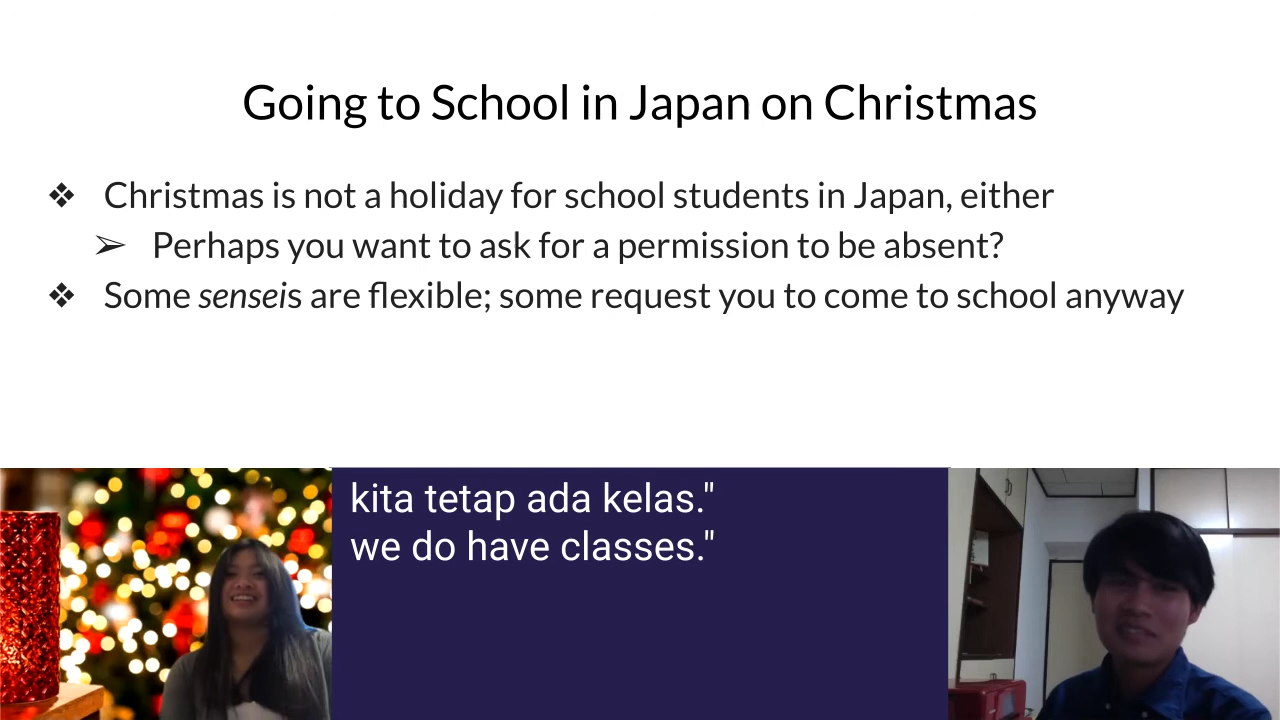 Going to School in Japan on Christmas
❖ Christmas is not a holiday for school students in Japan, either
➢ Perhaps you want to ask for a permission to be absent?
❖ Some senseis are flexible; some request you to come to school anyway
kita tetap ada kelas."
we do have classes."